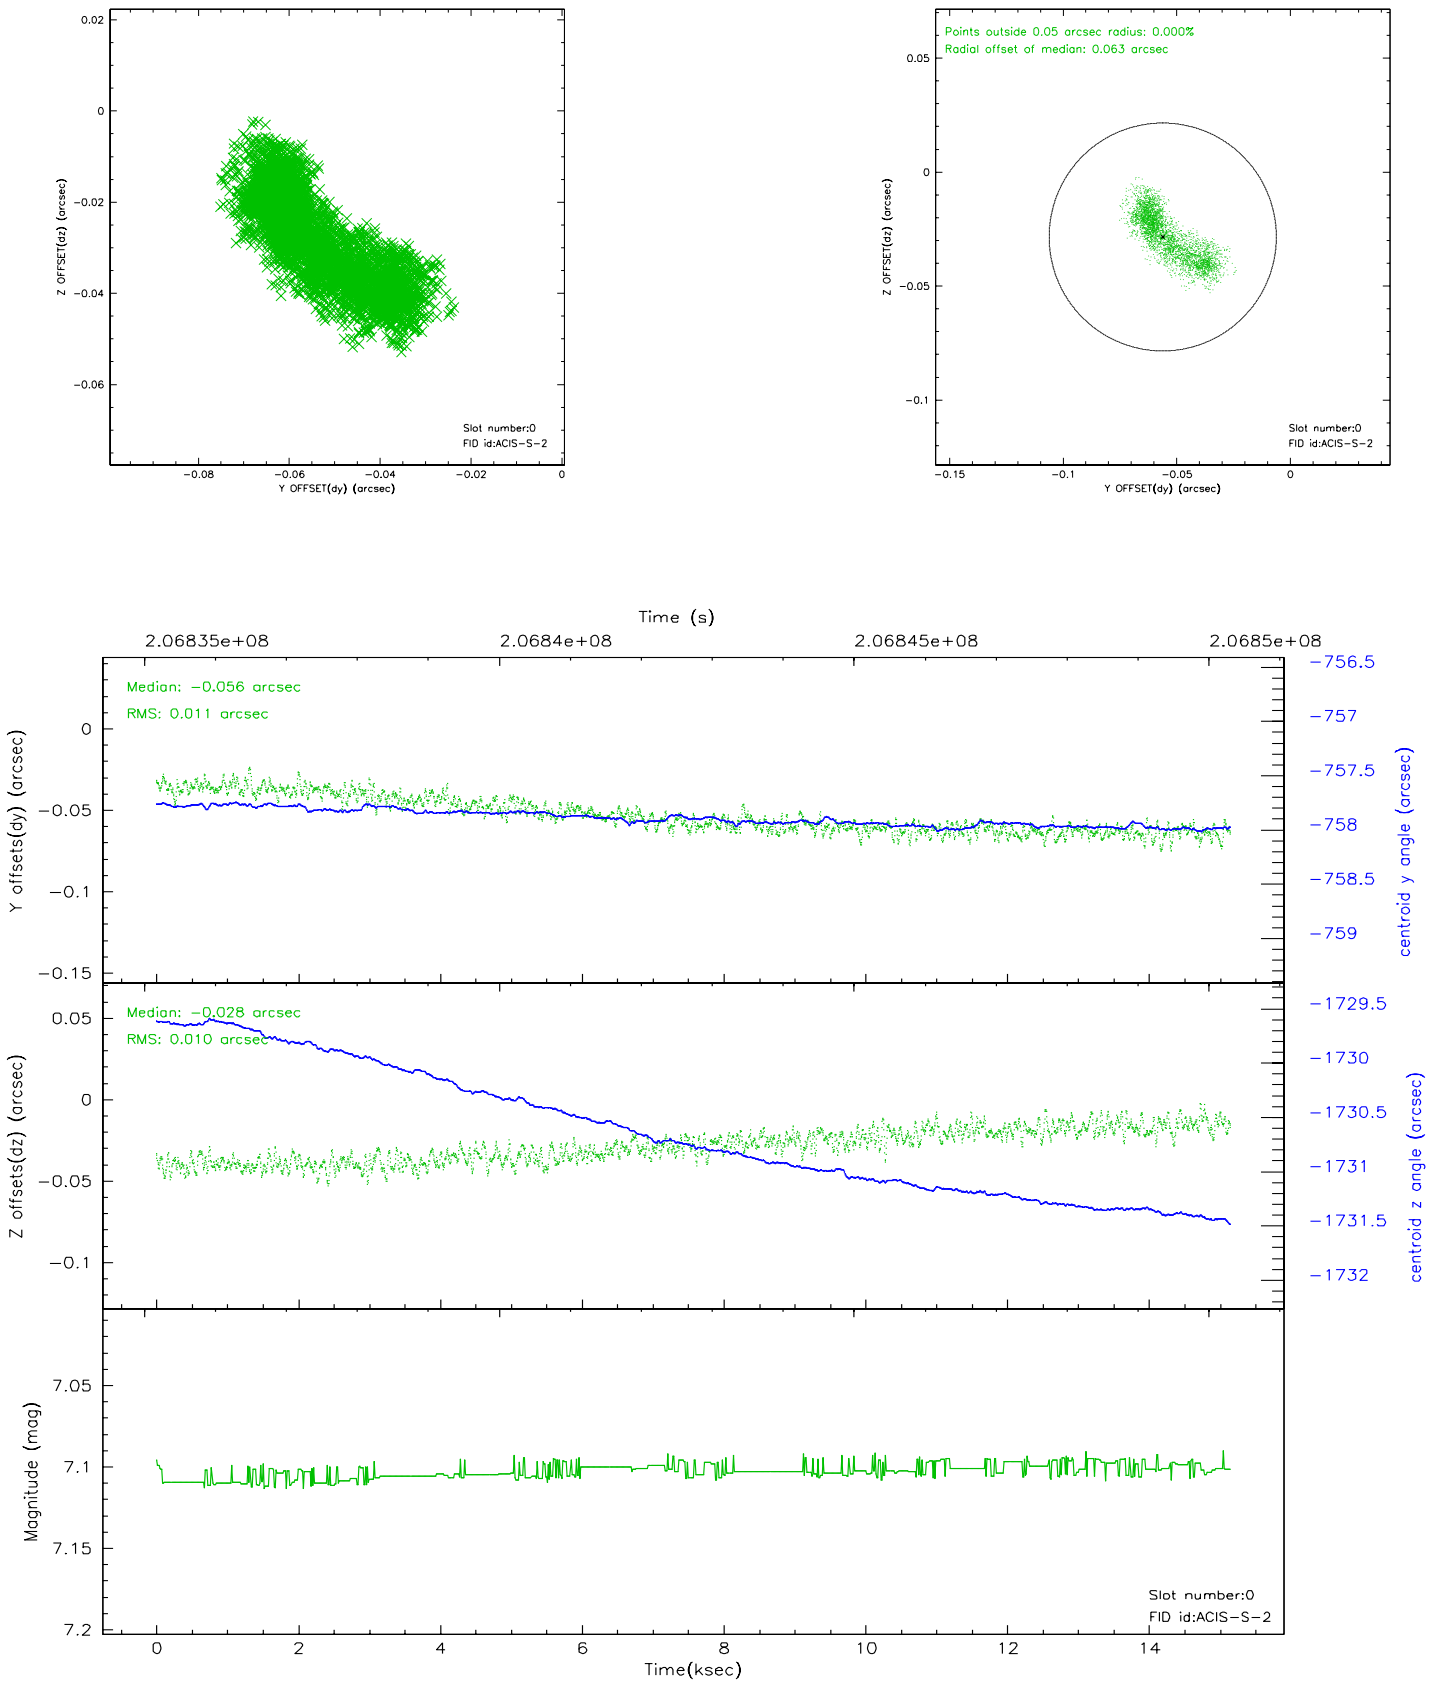 0.02
0
−0.02
−0.04
−0.06
Z OFFSET(dz) (arcsec)
Slot number:0
FID id:ACIS−S−2
−0.08
−0.06
−0.04
−0.02
0
Y OFFSET(dy) (arcsec)
Points outside 0.05 arcsec radius: 0.000%
Radial offset of median: 0.063 arcsec
0.05
0
−0.05
−0.1
Z OFFSET(dz) (arcsec)
Slot number:0
FID id:ACIS−S−2
−0.15
−0.1
−0.05
0
Y OFFSET(dy) (arcsec)
Time (s)
2.06835e+08
2.0684e+08
2.06845e+08
2.0685e+08
Median: −0.056 arcsec
RMS: 0.011 arcsec
0
−0.05
−0.1
−0.15
Y offsets(dy) (arcsec)
−756.5
−757
−757.5
−758
−758.5
−759
centroid y angle (arcsec)
Median: −0.028 arcsec
RMS: 0.010 arcsec
0.05
0
−0.05
−0.1
Z offsets(dz) (arcsec)
−1729.5
−1730
−1730.5
−1731
−1731.5
−1732
centroid z angle (arcsec)
7.05
7.1
7.15
7.2
Magnitude (mag)
Slot number:0
FID id:ACIS−S−2
0
2
4
6
8
10
12
14
Time(ksec)